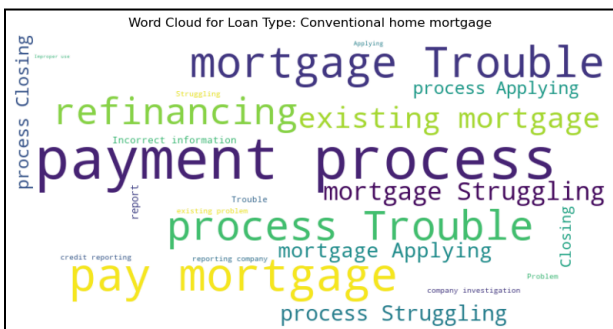 Word Cloud for Loan Type: Conventional home mortgage
process Closing
Improper use
Applying
mortgage Trouble
process Applying
Struggling
refinancing
existing mortgage
Incorrect information
payment process
mortgage Struggling
report
Trouble
existing problem
process Trouble
Closing
mortgage Applying
credit reporting
reporting company
pay mortgage
Problem
company investigation
process Struggling